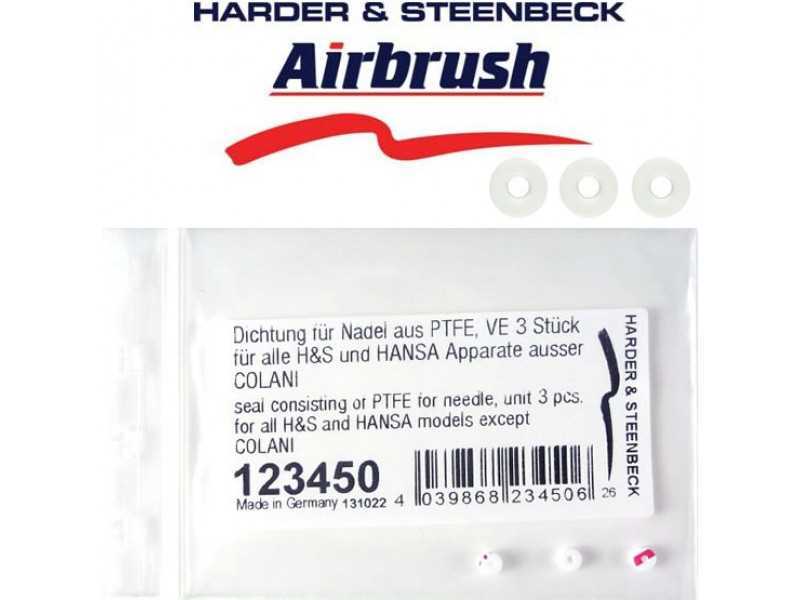 HARDER & STEENBECK
Airbrush
Dichtung für Nadel aus PTFE, VE 3 Stück
für alle H&S und HANSA Apparate ausser
COLANI
seal consisting of PTFE for needle, unit 3 pcs.
for all H&S and HANSA models except
COLANI
123450
Made in Germany 131022
4 039868 234506 26
HARDER & STEENBECK